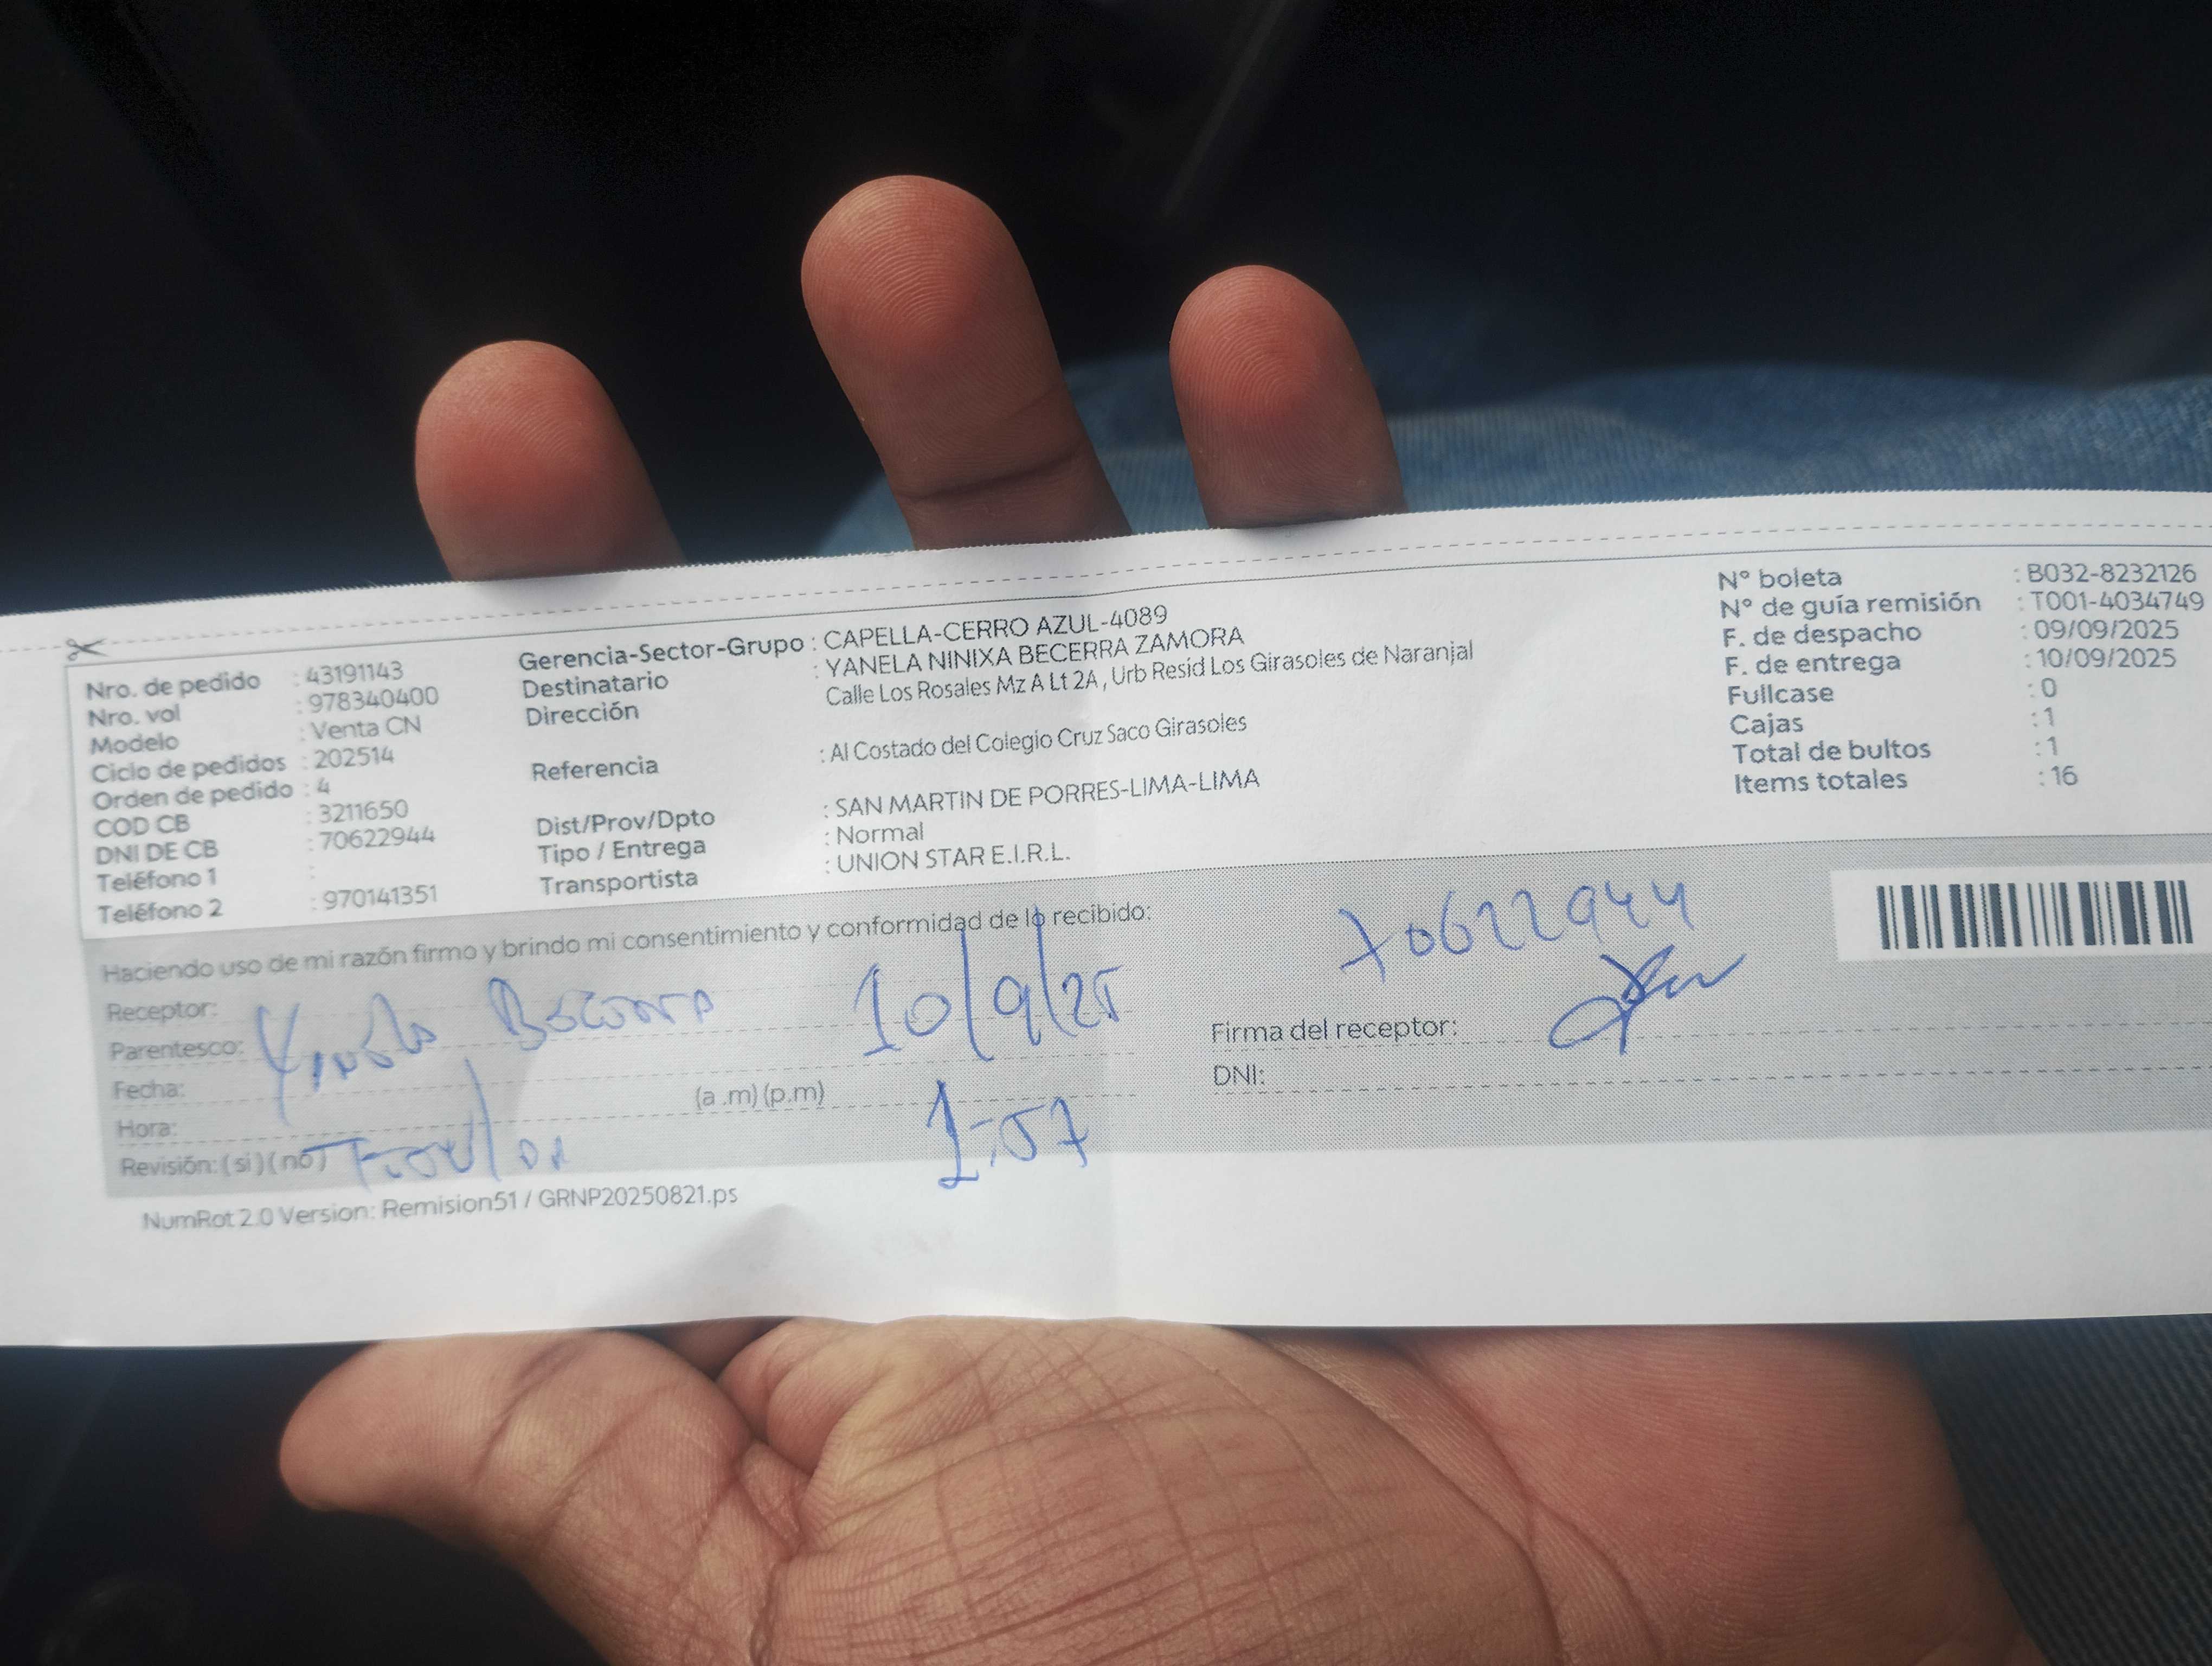 Nro. de pedido : 43191143
Nro. vol : 978340400
Modelo : Venta CN
Ciclo de pedidos : 202514
Orden de pedido : 4
COD CB : 3211650
DNI DE CB : 70622944
Teléfono 1 :
Teléfono 2 : 970141351
Gerencia-Sector-Grupo : CAPELLA-CERRO AZUL-4089
Destinatario : YANELA NINIXA BECERRA ZAMORA
Dirección Calle Los Rosales Mz A Lt 2A , Urb Resid Los Girasoles de Naranjal
Referencia : Al Costado del Colegio Cruz Saco Girasoles
Dist/Prov/Dpto : SAN MARTIN DE PORRES-LIMA-LIMA
Tipo / Entrega : Normal
Transportista : UNION STAR E.I.R.L.
N° boleta : B032-8232126
N° de guía remisión : T001-4034749
F. de despacho : 09/09/2025
F. de entrega : 10/09/2025
Fullcase : 0
Cajas : 1
Total de bultos : 1
Items totales : 16
Haciendo uso de mi razón firmo y brindo mi consentimiento y conformidad de lo recibido:
Receptor:
Parentesco: Yanela Becerra 10/9/25
Fecha:
Hora: (a .m) (p.m) 1:07
Revisión: ( si ) ( no ) Titular
70622944
Firma del receptor:
DNI:
NumRot 2.0 Version: Remision51 / GRNP20250821.ps